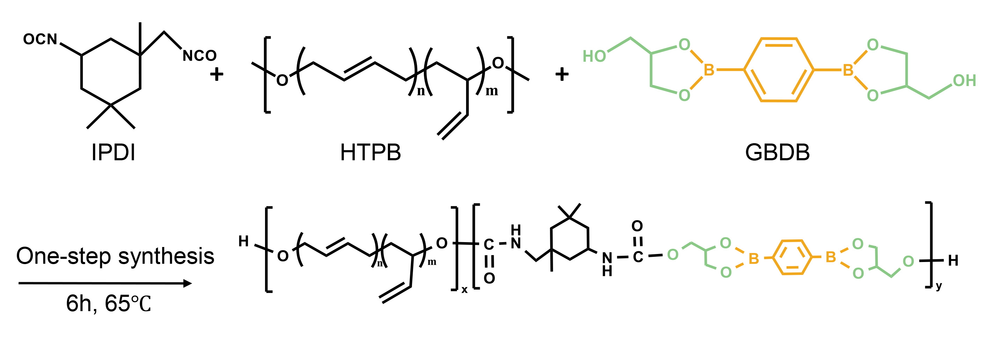 OCN
NCO
+
O
n
m
O
+
HO
O
O
B
B
O
O
OH
IPDI
HTPB
GBDB
One-step synthesis
6h, 65℃
H
O
n
m
O
x
C
O
H
N
N
H
O
C
O
O
O
B
B
O
O
O
H
y